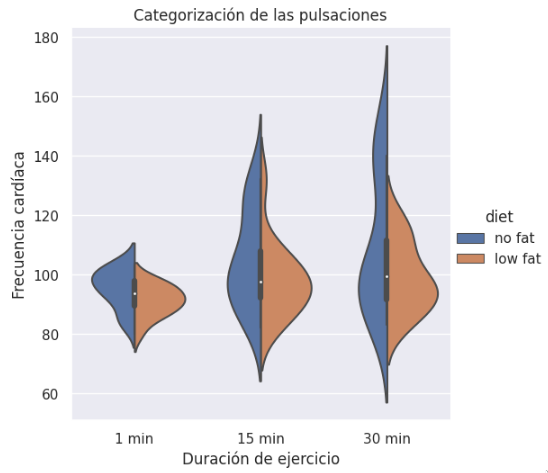 Categorización de las pulsaciones
180
160
140
120
100
80
60
Frecuencia cardíaca
1 min
15 min
30 min
Duración de ejercicio
diet
no fat
low fat